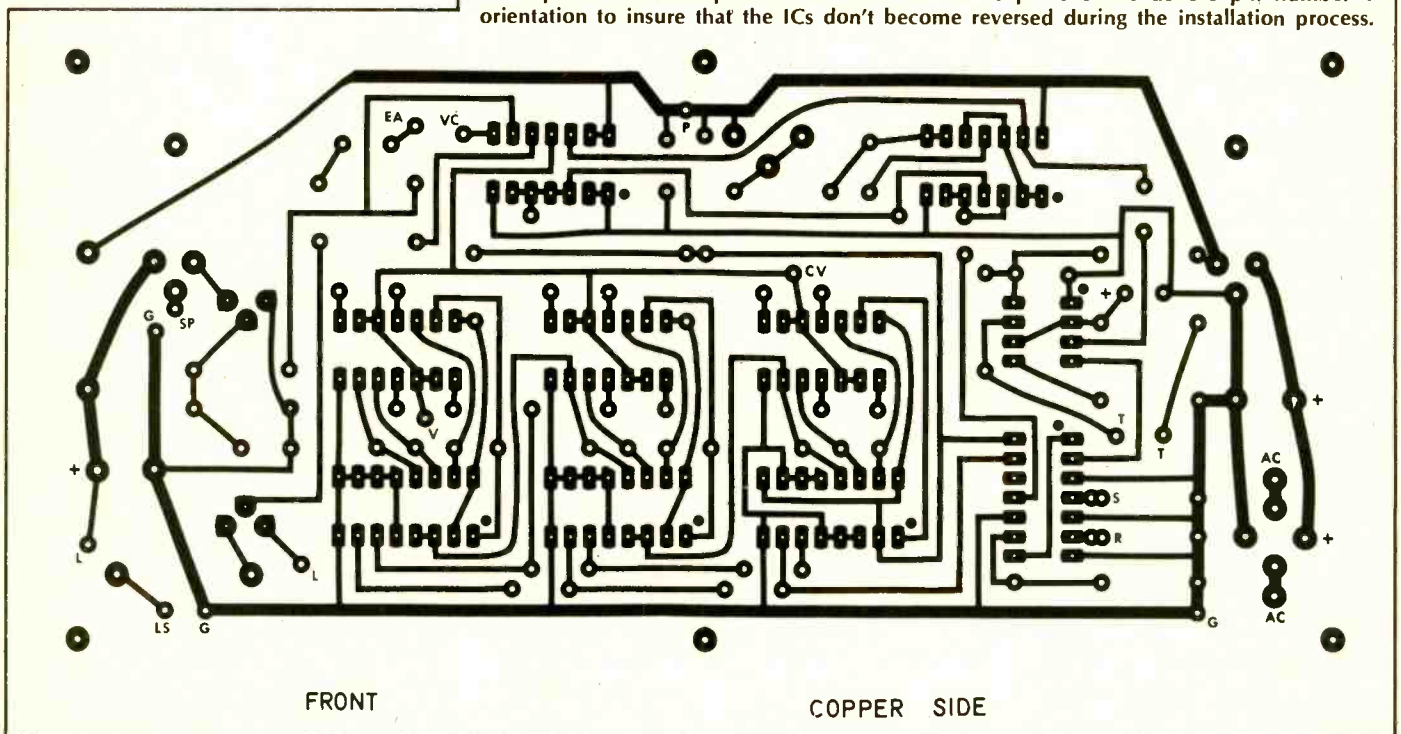 orientation to insure that the ICs don't become reversed during the installation process.
EA
VC
P
G
SP
CV
+
V
T
T
+
+
AC
S
R
L
L
+
LS
G
G
AC
FRONT
COPPER SIDE